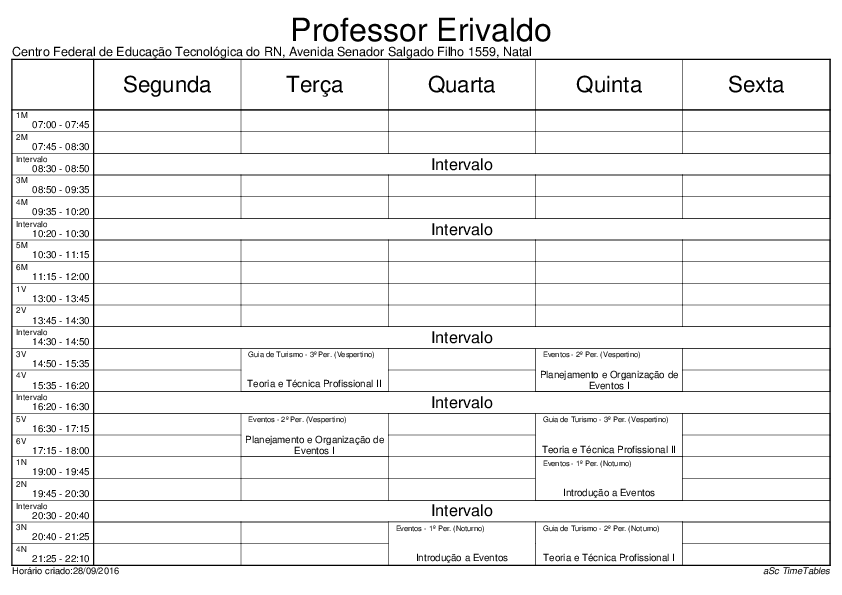 Professor Erivaldo
Centro Federal de Educação Tecnológica do RN, Avenida Senador Salgado Filho 1559, Natal
Segunda Terça Quarta Quinta Sexta
1M
07:00 - 07:45
2M
07:45 - 08:30
Intervalo
08:30 - 08:50
Intervalo
3M
08:50 - 09:35
4M
09:35 - 10:20
Intervalo
10:20 - 10:30
Intervalo
5M
10:30 - 11:15
6M
11:15 - 12:00
1V
13:00 - 13:45
2V
13:45 - 14:30
Intervalo
14:30 - 14:50
Intervalo
3V
14:50 - 15:35
Guia de Turismo - 3º Per. (Vespertino)
Teoria e Técnica Profissional II
Eventos - 2º Per. (Vespertino)
Planejamento e Organização de
Eventos I
4V
15:35 - 16:20
Intervalo
16:20 - 16:30
Intervalo
5V
16:30 - 17:15
Eventos - 2º Per. (Vespertino)
Planejamento e Organização de
Eventos I
Guia de Turismo - 3º Per. (Vespertino)
Teoria e Técnica Profissional II
6V
17:15 - 18:00
1N
19:00 - 19:45
Eventos - 1º Per. (Noturno)
Introdução a Eventos
2N
19:45 - 20:30
Intervalo
20:30 - 20:40
Intervalo
3N
20:40 - 21:25
Eventos - 1º Per. (Noturno)
Introdução a Eventos
Guia de Turismo - 2º Per. (Noturno)
Teoria e Técnica Profissional I
4N
21:25 - 22:10
Horário criado:28/09/2016
aSc TimeTables